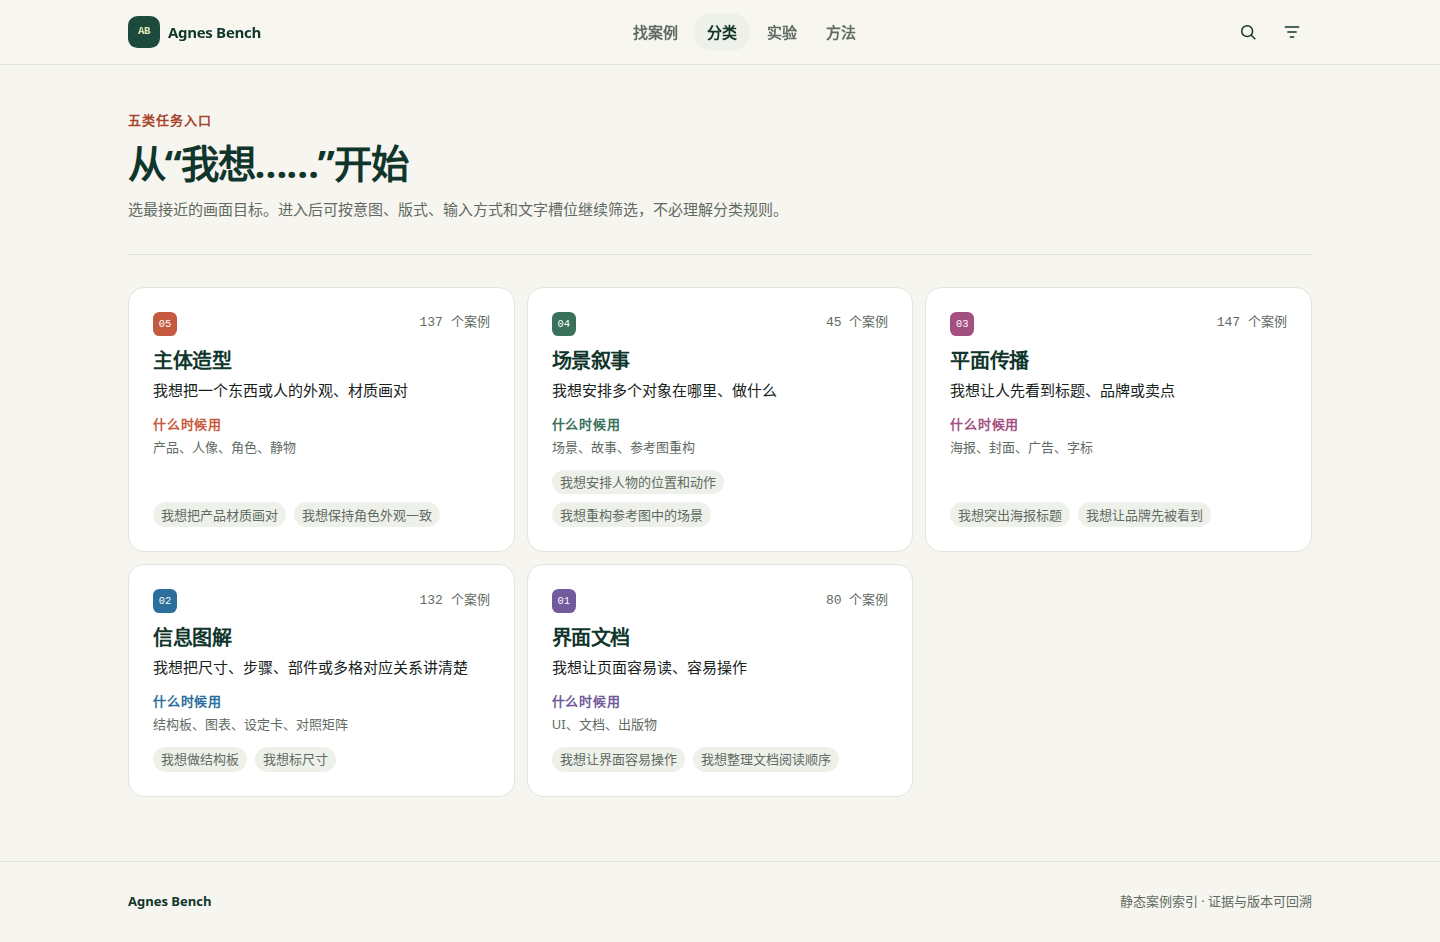 AB
Agnes Bench
找案例
分类
实验
方法
五类任务入口
从“我想……”开始
选最接近的画面目标。进入后可按意图、版式、输入方式和文字槽位继续筛选，不必理解分类规则。
05
137 个案例
主体造型
我想把一个东西或人的外观、材质画对
什么时候用
产品、人像、角色、静物
我想把产品材质画对
我想保持角色外观一致
04
45 个案例
场景叙事
我想安排多个对象在哪里、做什么
什么时候用
场景、故事、参考图重构
我想安排人物的位置和动作
我想重构参考图中的场景
03
147 个案例
平面传播
我想让人先看到标题、品牌或卖点
什么时候用
海报、封面、广告、字标
我想突出海报标题
我想让品牌先被看到
02
132 个案例
信息图解
我想把尺寸、步骤、部件或多格对应关系讲清楚
什么时候用
结构板、图表、设定卡、对照矩阵
我想做结构板
我想标尺寸
01
80 个案例
界面文档
我想让页面容易读、容易操作
什么时候用
UI、文档、出版物
我想让界面容易操作
我想整理文档阅读顺序
Agnes Bench
静态案例索引 · 证据与版本可回溯